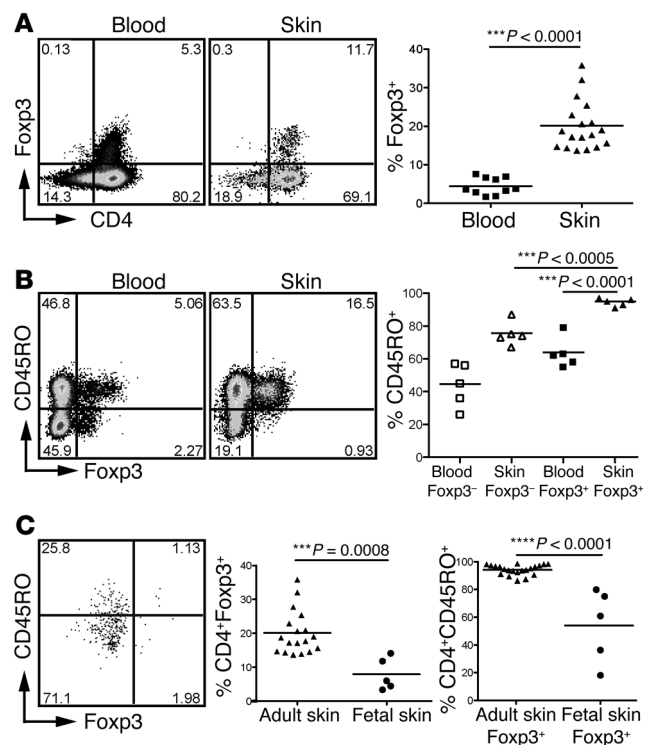 A
Blood
Skin
0.13
5.3
0.3
11.7
14.3
80.2
18.9
69.1
Foxp3
CD4
***P < 0.0001
% Foxp3+
40
30
20
10
0
Blood
Skin
B
Blood
Skin
46.8
5.06
63.5
16.5
45.9
2.27
19.1
0.93
CD45RO
Foxp3
***P < 0.0005
***P < 0.0001
% CD45RO+
100
80
60
40
20
0
Blood Skin Blood Skin
Foxp3– Foxp3– Foxp3+ Foxp3+
C
25.8
1.13
71.1
1.98
CD45RO
Foxp3
***P = 0.0008
% CD4+Foxp3+
40
30
20
10
0
Adult skin Fetal skin
****P < 0.0001
% CD4+CD45RO+
100
80
60
40
20
0
Adult skin Fetal skin
Foxp3+ Foxp3+